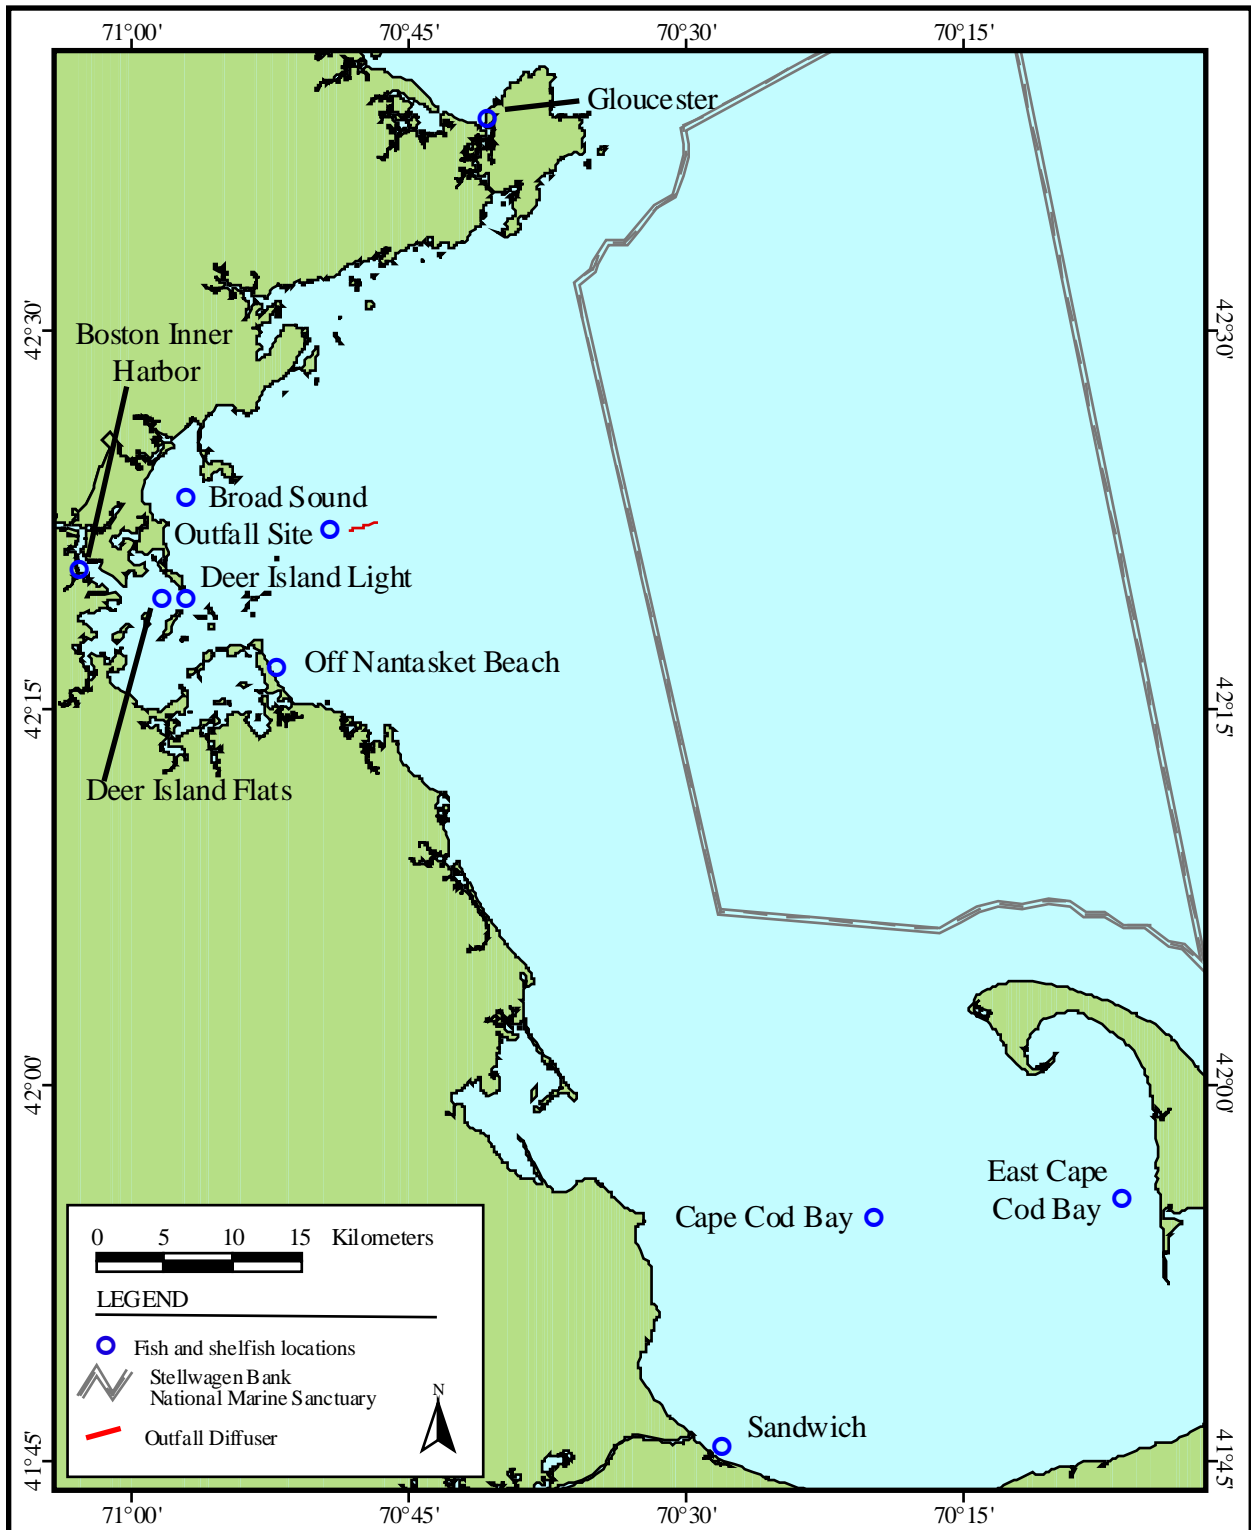 71°00'
70°45'
70°30'
70°15'
Gloucester
42°30'
42°30'
Boston Inner
Harbor
Broad Sound
Outfall Site
Deer Island Light
Off Nantasket Beach
42°15'
42°15'
Deer Island Flats
42°00'
42°00'
East Cape
Cod Bay
Cape Cod Bay
0 5 10 15 Kilometers
LEGEND
Fish and shelfish locations
Stellwagen Bank
National Marine Sanctuary
N
Outfall Diffuser
Sandwich
41°45'
41°45'
71°00'
70°45'
70°30'
70°15'